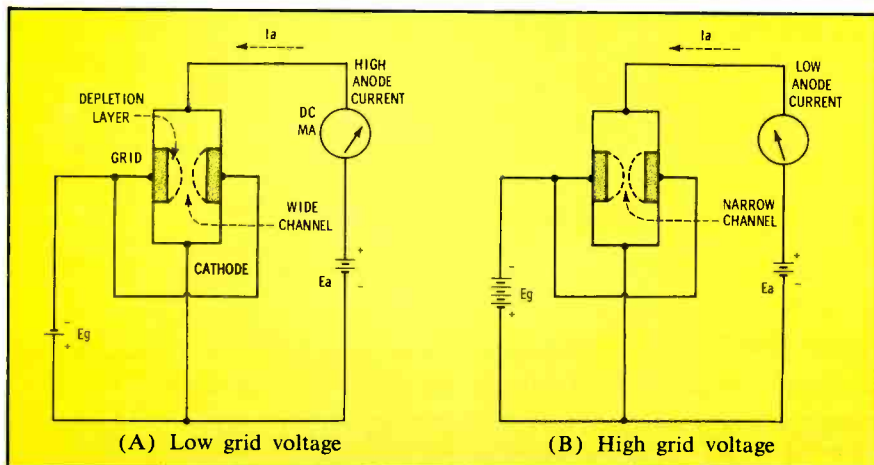 Ia
HIGH
ANODE
CURRENT
DEPLETION
LAYER
DC
MA
GRID
WIDE
CHANNEL
CATHODE
+
Ea
-
-
Eg
+
(A) Low grid voltage
Ia
LOW
ANODE
CURRENT
NARROW
CHANNEL
-
Eg
+
+
Ea
-
(B) High grid voltage